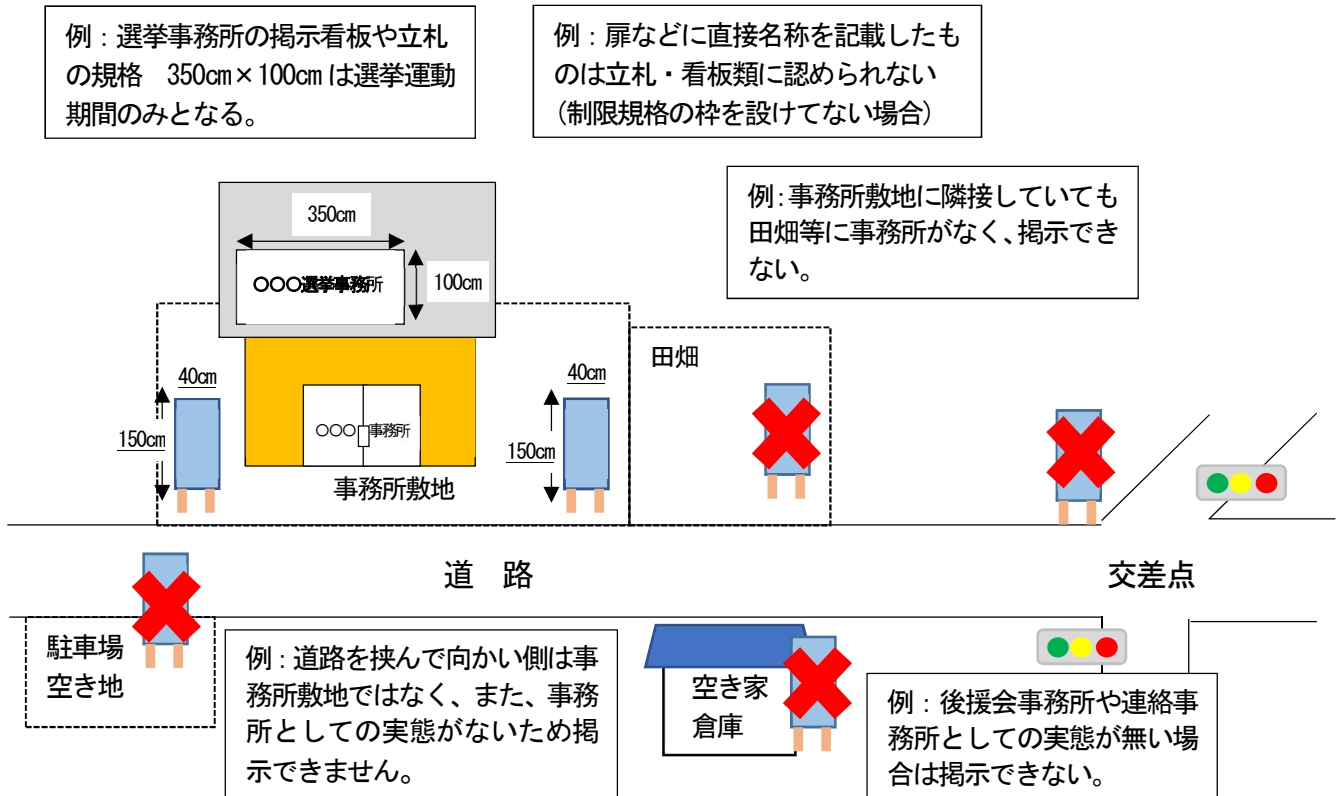 例：選挙事務所の掲示看板や立札
の規格　350cm×100cm は選挙運動
期間のみとなる。
例：扉などに直接名称を記載したも
のは立札・看板類に認められない
（制限規格の枠を設けてない場合）
例：事務所敷地に隣接していても
田畑等に事務所がなく、掲示でき
ない。
350cm
〇〇〇選挙事務所
100cm
田畑
40cm
40cm
150cm
〇〇〇 事務所
150cm
事務所敷地
道　路
交差点
駐車場
空き地
例：道路を挟んで向かい側は事
務所敷地ではなく、また、事務
所としての実態がないため掲
示できません。
空き家
倉庫
例：後援会事務所や連絡事
務所としての実態が無い場
合は掲示できない。